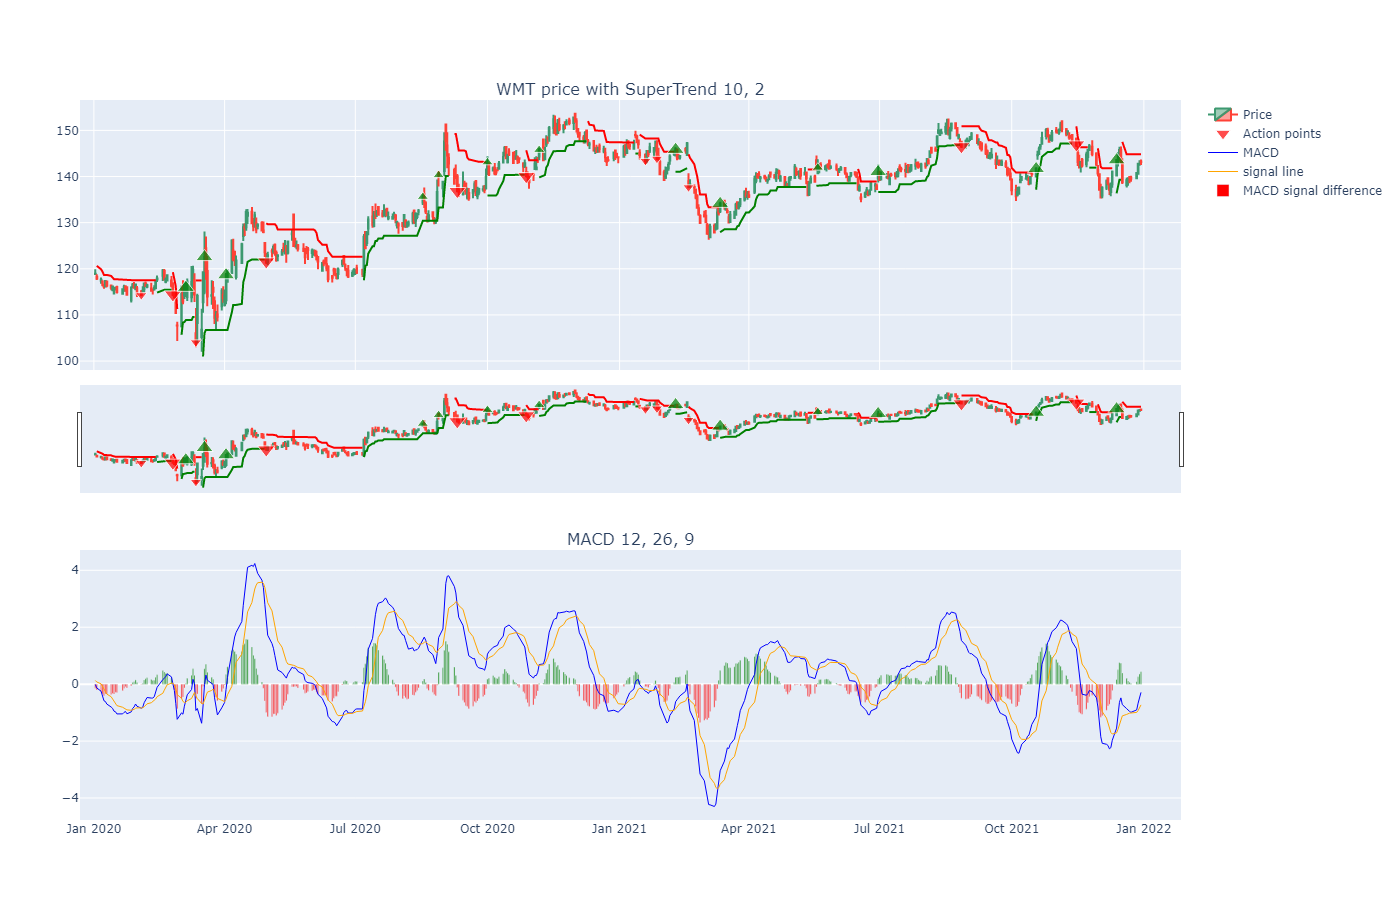 WMT price with SuperTrend 10, 2
150
140
130
120
110
100
Price
Action points
MACD
signal line
MACD signal difference
MACD 12, 26, 9
4
2
0
−2
−4
Jan 2020 Apr 2020 Jul 2020 Oct 2020 Jan 2021 Apr 2021 Jul 2021 Oct 2021 Jan 2022